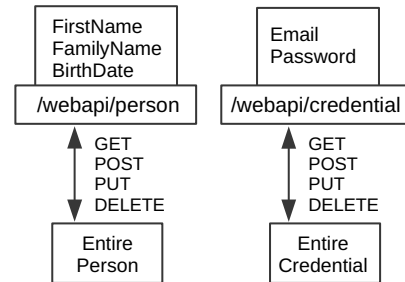 FirstName
FamilyName
BirthDate
/webapi/person
GET
POST
PUT
DELETE
Entire
Person
Email
Password
/webapi/credential
GET
POST
PUT
DELETE
Entire
Credential